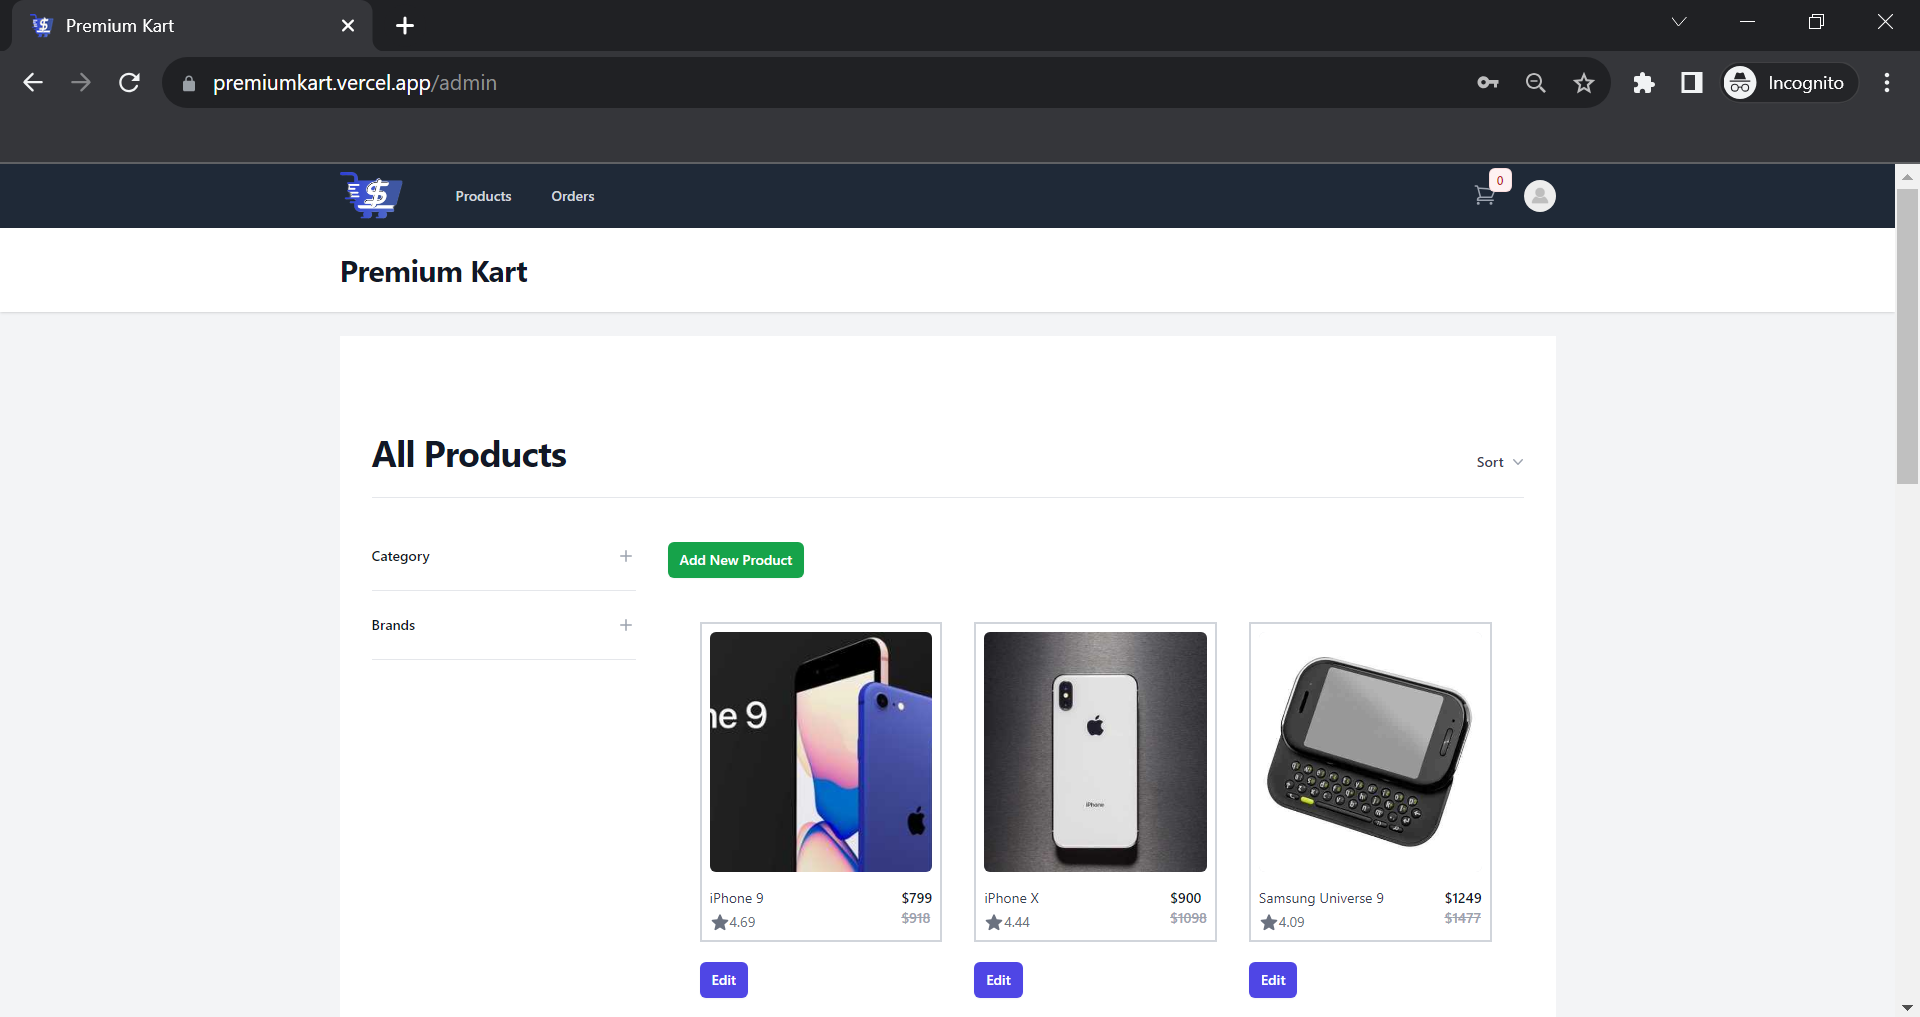 Premium Kart
premiumkart.vercel.app/admin
Incognito
$
Products
Orders
0
Premium Kart
All Products
Sort
Category
Add New Product
Brands
ne 9
iPhone
iPhone 9
$799
4.69
$918
iPhone X
$900
4.44
$1098
Samsung Universe 9
$1249
4.09
$1477
Edit
Edit
Edit